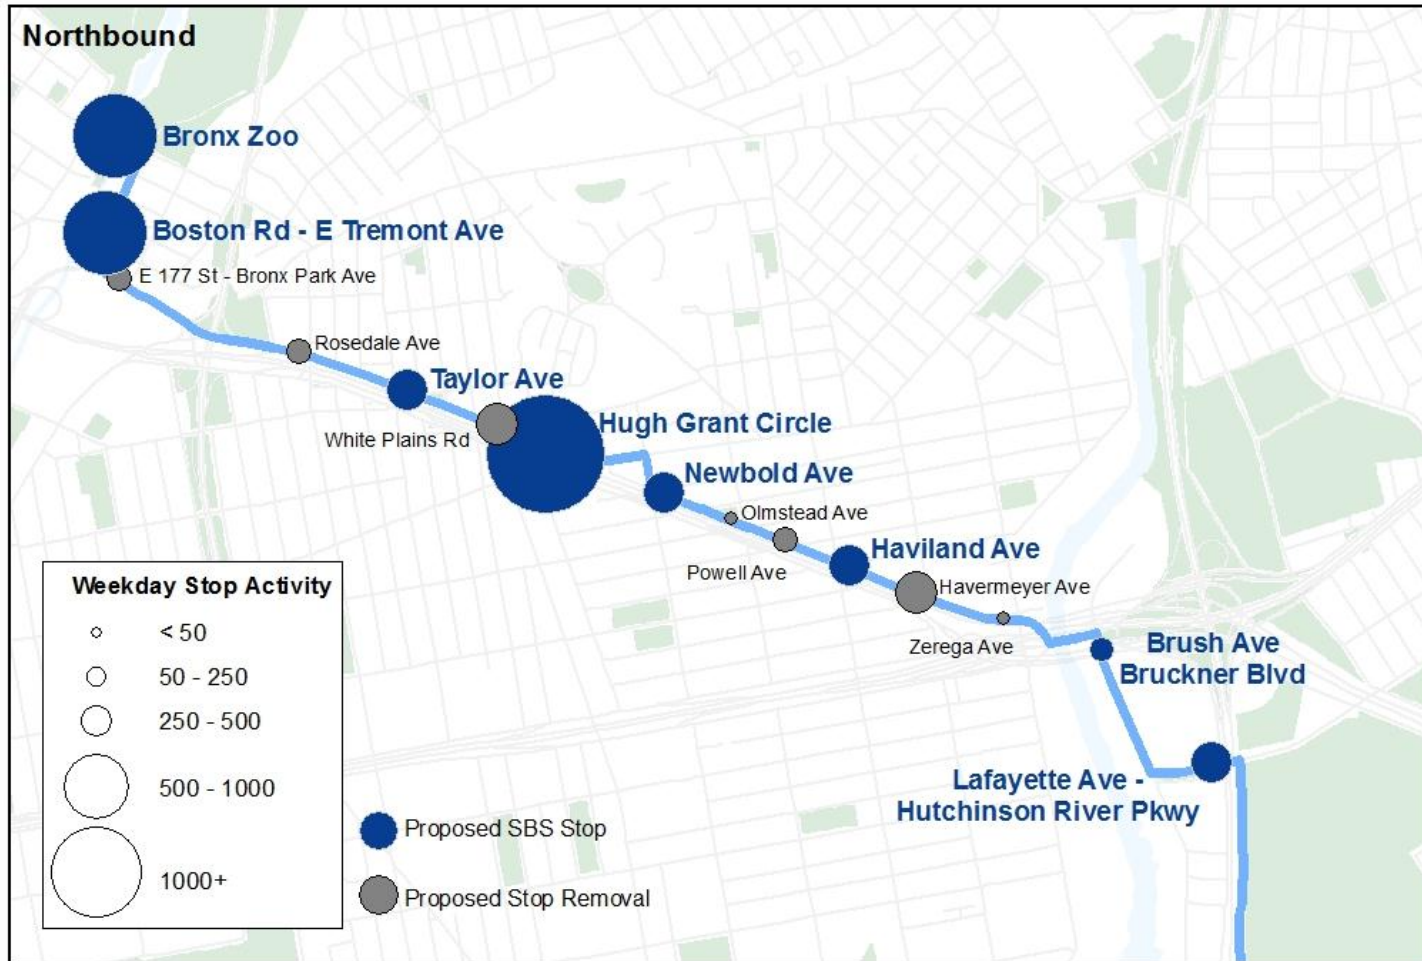 Northbound
Bronx Zoo
Boston Rd - E Tremont Ave
E 177 St - Bronx Park Ave
Rosedale Ave
Taylor Ave
White Plains Rd
Hugh Grant Circle
Newbold Ave
Olmstead Ave
Powell Ave
Haviland Ave
Havermeyer Ave
Zerega Ave
Brush Ave
Bruckner Blvd
Lafayette Ave -
Hutchinson River Pkwy
Weekday Stop Activity
< 50
50 - 250
250 - 500
500 - 1000
1000+
Proposed SBS Stop
Proposed Stop Removal